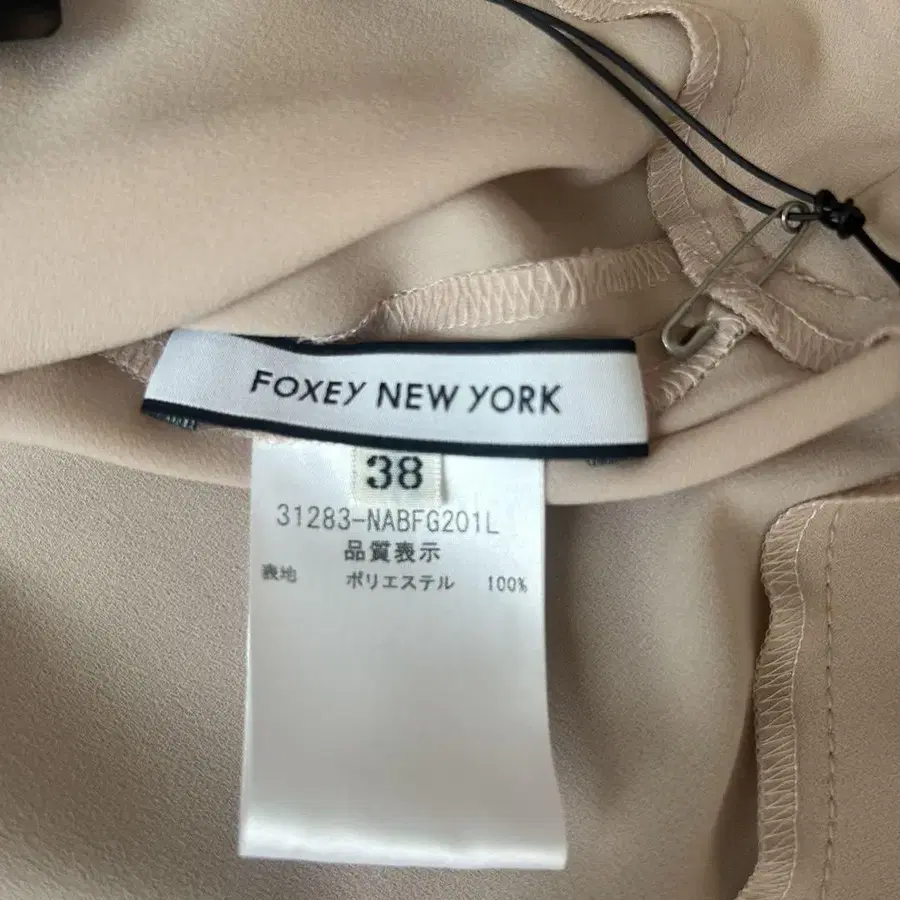 FOXEY NEW YORK
38
31283-NABFG201L
品質表示
表地 ポリエステル 100%